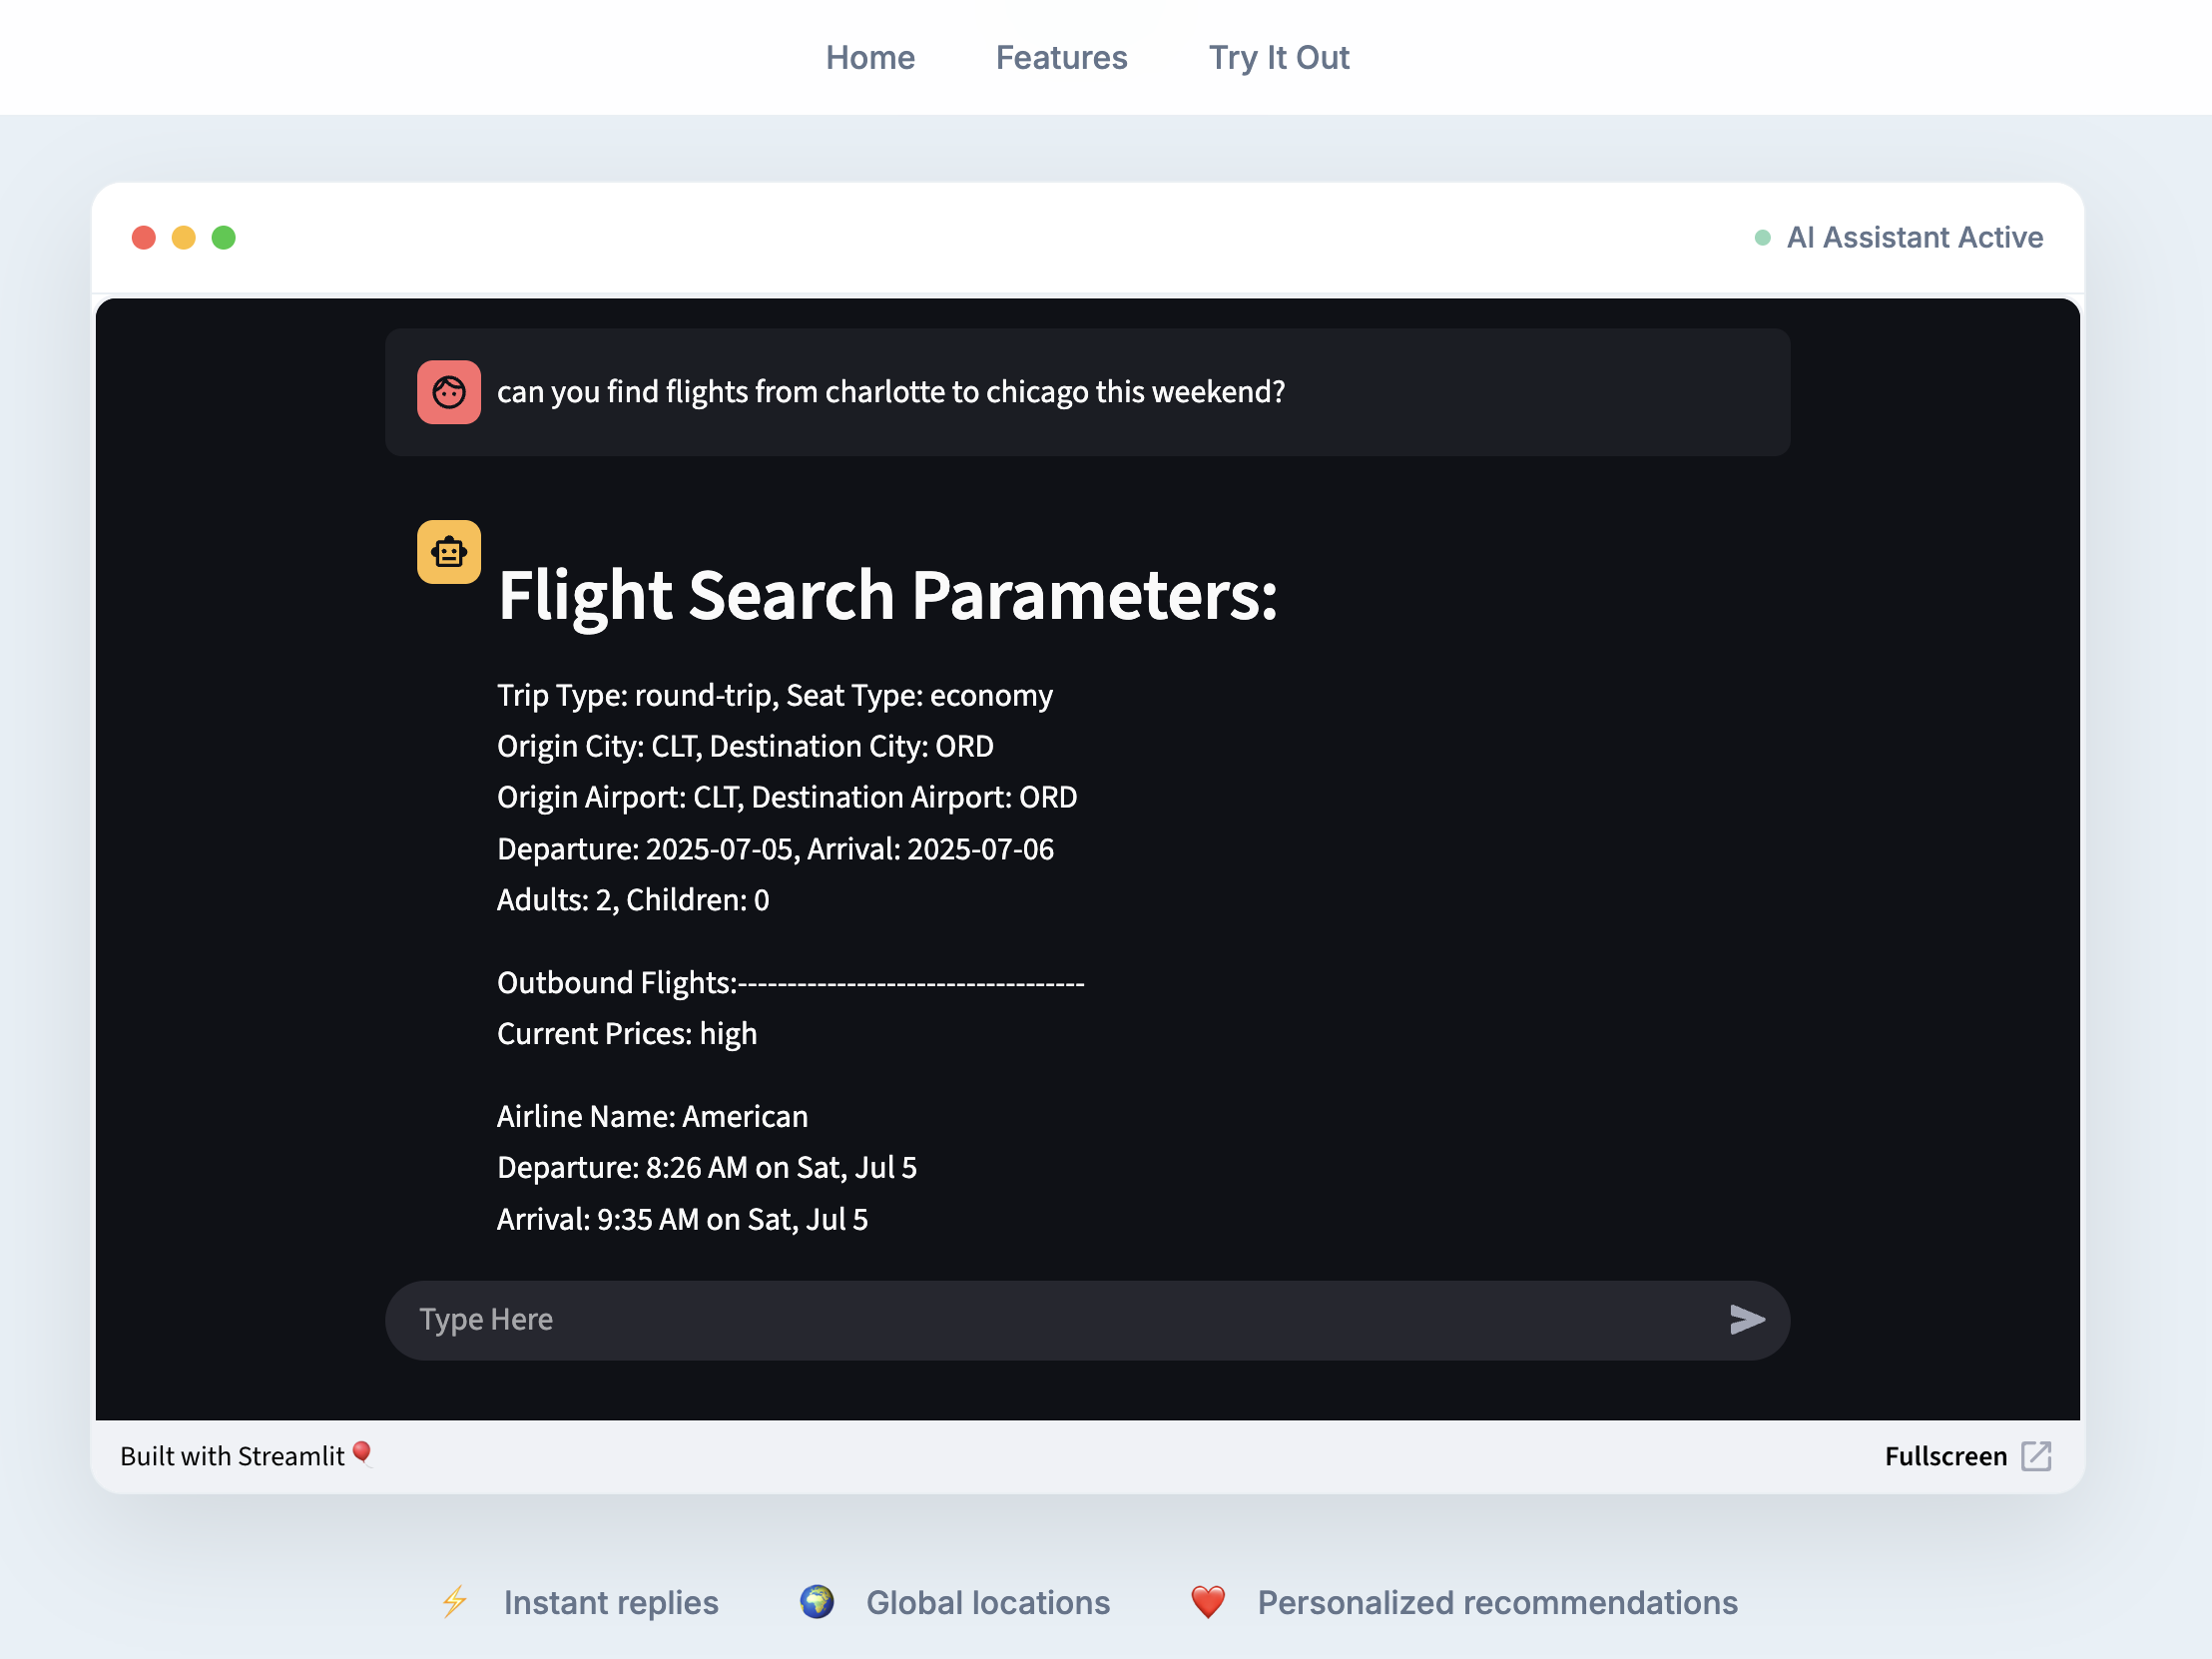 Home Features Try It Out
AI Assistant Active
can you find flights from charlotte to chicago this weekend?
Flight Search Parameters:
Trip Type: round-trip, Seat Type: economy
Origin City: CLT, Destination City: ORD
Origin Airport: CLT, Destination Airport: ORD
Departure: 2025-07-05, Arrival: 2025-07-06
Adults: 2, Children: 0
Outbound Flights:-----------------------------------
Current Prices: high
Airline Name: American
Departure: 8:26 AM on Sat, Jul 5
Arrival: 9:35 AM on Sat, Jul 5
Type Here
Built with Streamlit 🎈 Fullscreen
⚡ Instant replies 🌍 Global locations ❤️ Personalized recommendations